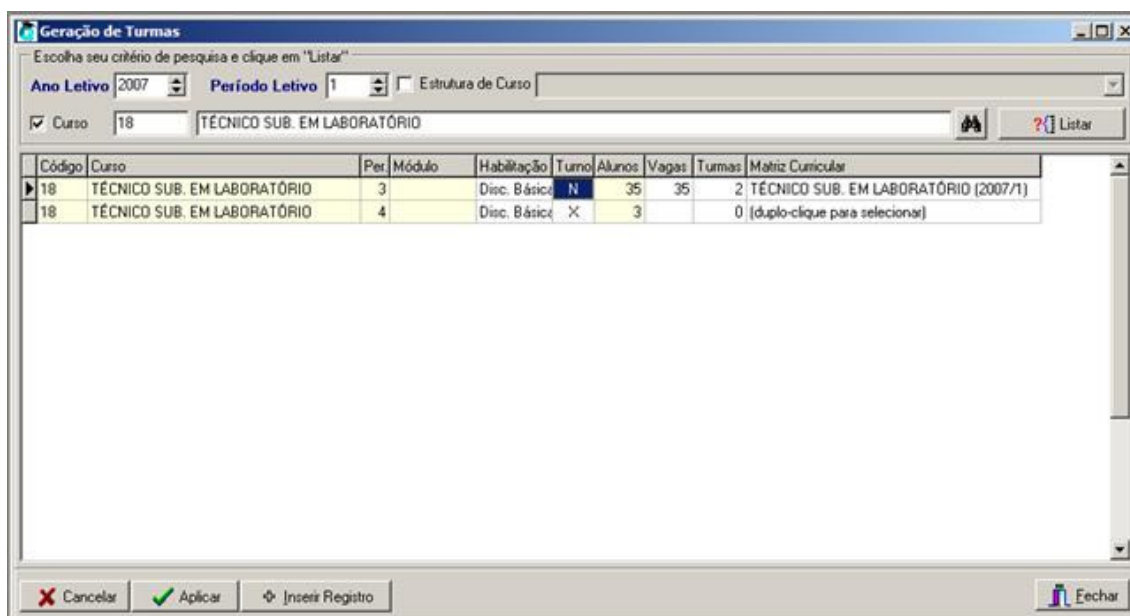 Geração de Turmas
Escolha seu critério de pesquisa e clique em "Listar"
Ano Letivo 2007 Período Letivo 1 Estrutura de Curso
Curso 18 TÉCNICO SUB. EM LABORATÓRIO ?{] Listar
Código Curso Per. Módulo Habilitação Turno Alunos Vagas Turmas Matriz Curricular
18 TÉCNICO SUB. EM LABORATÓRIO 3 Disc. Básica N 35 35 2 TÉCNICO SUB. EM LABORATÓRIO (2007/1)
18 TÉCNICO SUB. EM LABORATÓRIO 4 Disc. Básica X 3 0 (duplo-clique para selecionar)
Cancelar Aplicar Inserir Registro Fechar